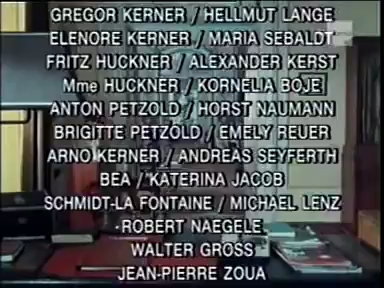 GREGOR KERNER / HELLMUT LANGE
ELENORE KERNER / MARIA SEBALDT
FRITZ HUCKNER / ALEXANDER KERST
Mme HUCKNER / KORNELIA BOJE
ANTON PETZOLD / HORST NAUMANN
BRIGITTE PETZOLD / EMELY REUER
ARNO KERNER / ANDREAS SEYFERTH
BEA / KATERINA JACOB
SCHMIDT-LA FONTAINE / MICHAEL LENZ
ROBERT NAEGELE
WALTER GROSS
JEAN-PIERRE ZOUA